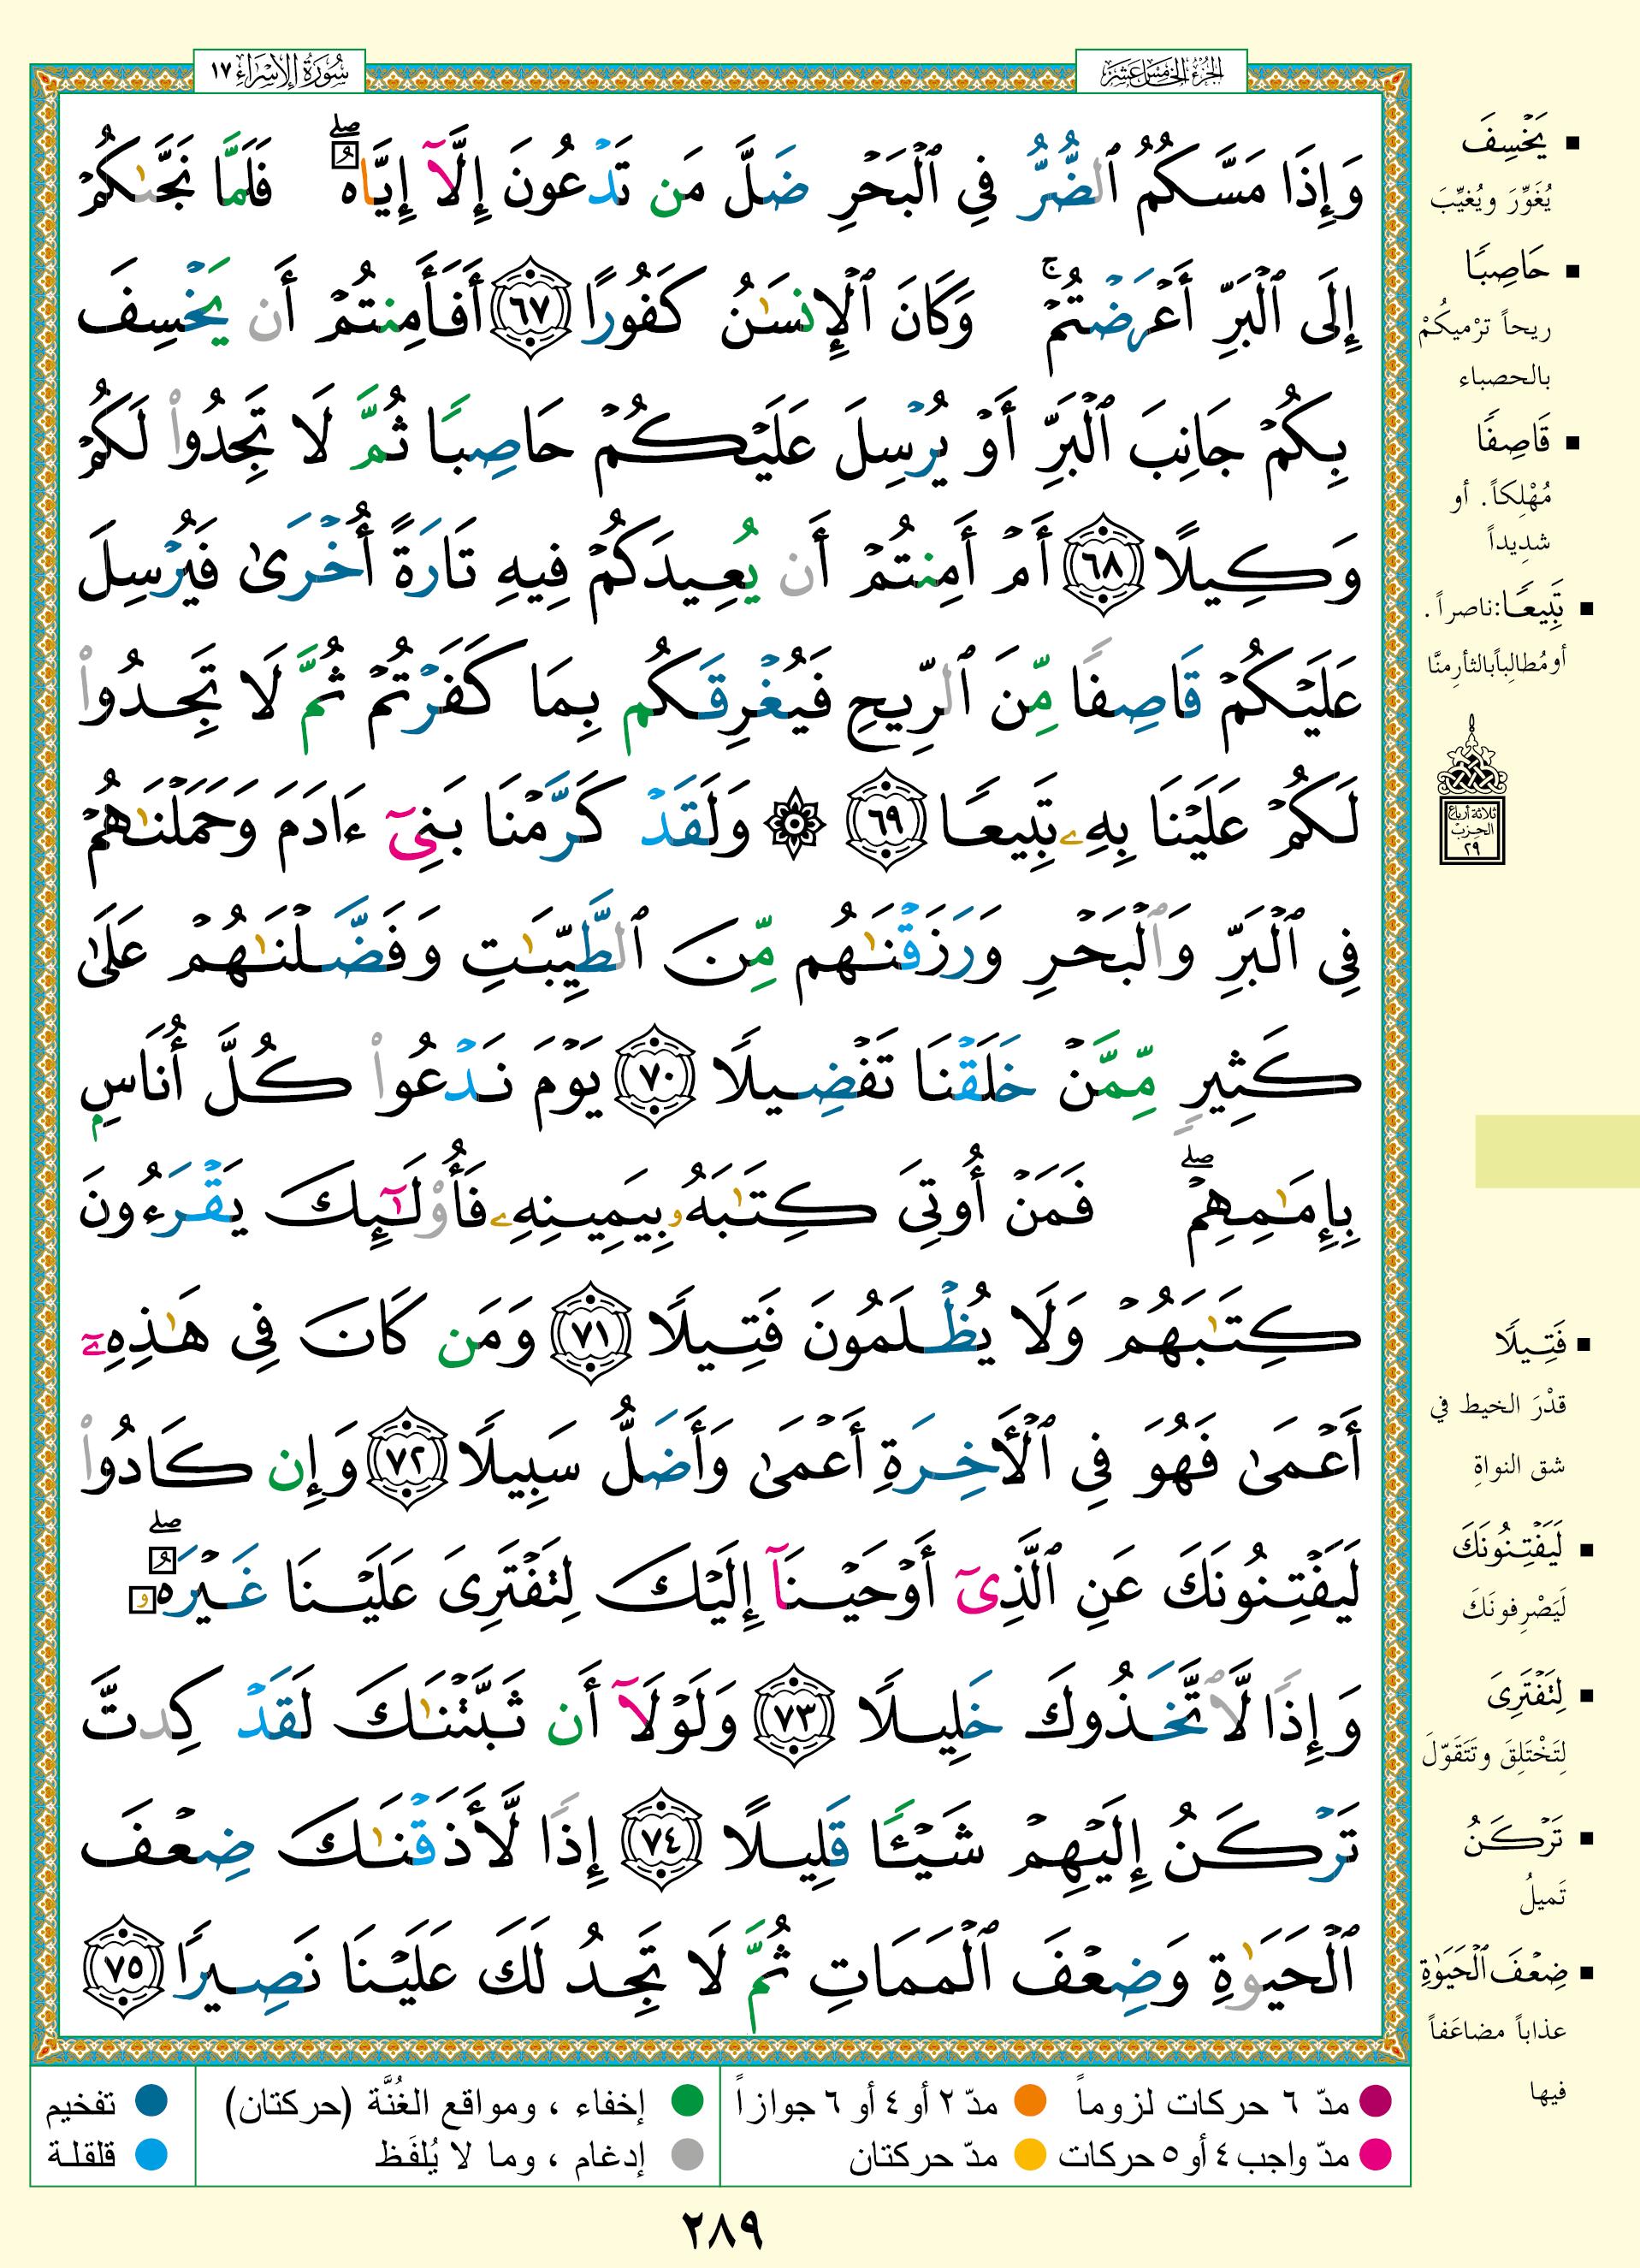 سُورَةُ الإِسْرَاءِ ١٧
الجزء الخامس عشر
وَإِذَا مَسَّكُمُ ٱلضُّرُّ فِي ٱلْبَحْرِ ضَلَّ مَن تَدْعُونَ إِلَّآ إِيَّاهُ ۖ فَلَمَّا نَجَّىٰكُمْ
إِلَى ٱلْبَرِّ أَعْرَضْتُمْ ۚ وَكَانَ ٱلْإِنسَٰنُ كَفُورًا ٦٧ أَفَأَمِنتُمْ أَن يَخْسِفَ
بِكُمْ جَانِبَ ٱلْبَرِّ أَوْ يُرْسِلَ عَلَيْكُمْ حَاصِبًا ثُمَّ لَا تَجِدُوا۟ لَكُمْ
وَكِيلًا ٦٨ أَمْ أَمِنتُمْ أَن يُعِيدَكُمْ فِيهِ تَارَةً أُخْرَىٰ فَيُرْسِلَ
عَلَيْكُمْ قَاصِفًا مِّنَ ٱلرِّيحِ فَيُغْرِقَكُم بِمَا كَفَرْتُمْ ثُمَّ لَا تَجِدُوا۟
لَكُمْ عَلَيْنَا بِهِۦ تَبِيعًا ٦٩ ۞ وَلَقَدْ كَرَّمْنَا بَنِىٓ ءَادَمَ وَحَمَلْنَٰهُمْ
فِى ٱلْبَرِّ وَٱلْبَحْرِ وَرَزَقْنَٰهُم مِّنَ ٱلطَّيِّبَٰتِ وَفَضَّلْنَٰهُمْ عَلَىٰ
كَثِيرٍ مِّمَّنْ خَلَقْنَا تَفْضِيلًا ٧٠ يَوْمَ نَدْعُوا۟ كُلَّ أُنَاسٍۭ
بِإِمَٰمِهِمْ ۖ فَمَنْ أُوتِىَ كِتَٰبَهُۥ بِيَمِينِهِۦ فَأُو۟لَٰٓئِكَ يَقْرَءُونَ
كِتَٰبَهُمْ وَلَا يُظْلَمُونَ فَتِيلًا ٧١ وَمَن كَانَ فِى هَٰذِهِۦٓ
أَعْمَىٰ فَهُوَ فِى ٱلْأَخِرَةِ أَعْمَىٰ وَأَضَلُّ سَبِيلًا ٧٢ وَإِن كَادُوا۟
لَيَفْتِنُونَكَ عَنِ ٱلَّذِىٓ أَوْحَيْنَآ إِلَيْكَ لِتَفْتَرِىَ عَلَيْنَا غَيْرَهُۥ ۖ
وَإِذًا لَّٱتَّخَذُوكَ خَلِيلًا ٧٣ وَلَوْلَآ أَن ثَبَّتْنَٰكَ لَقَدْ كِدتَّ
تَرْكَنُ إِلَيْهِمْ شَيْـًٔا قَلِيلًا ٧٤ إِذًا لَّأَذَقْنَٰكَ ضِعْفَ
ٱلْحَيَوٰةِ وَضِعْفَ ٱلْمَمَاتِ ثُمَّ لَا تَجِدُ لَكَ عَلَيْنَا نَصِيرًا ٧٥
يَخْسِفَ
يُغَوِّرَ ويُغيِّبَ
حَاصِبًا
ريحاً ترْميكُمْ
بالحصباء
قَاصِفًا
مُهْلِكاً. أو
شديداً
تَبِيعًا: ناصراً.
أو مُطالِباً بالثأر منَّا
ثلاثة أرباع
الحزب
٢٩
فَتِيلًا
قدْرَ الخيط في
شق النواةِ
لَيَفْتِنُونَكَ
لَيَصْرِفونَكَ
لِتَفْتَرِىَ
لِتَخْتَلِقَ وتَتَقَوّلَ
تَرْكَنُ
تَميلُ
ضِعْفَ ٱلْحَيَوٰةِ
عذاباً مضاعَفاً
فيها
مدّ ٦ حركات لزوماً مدّ ٢ أو ٤ أو ٦ جوازاً
مدّ واجب ٤ أو ٥ حركات مدّ حركتان
إخفاء ، ومواقع الغُنَّة (حركتان)
إدغام ، وما لا يُلفَظ
تفخيم
قلقلة
٢٨٩